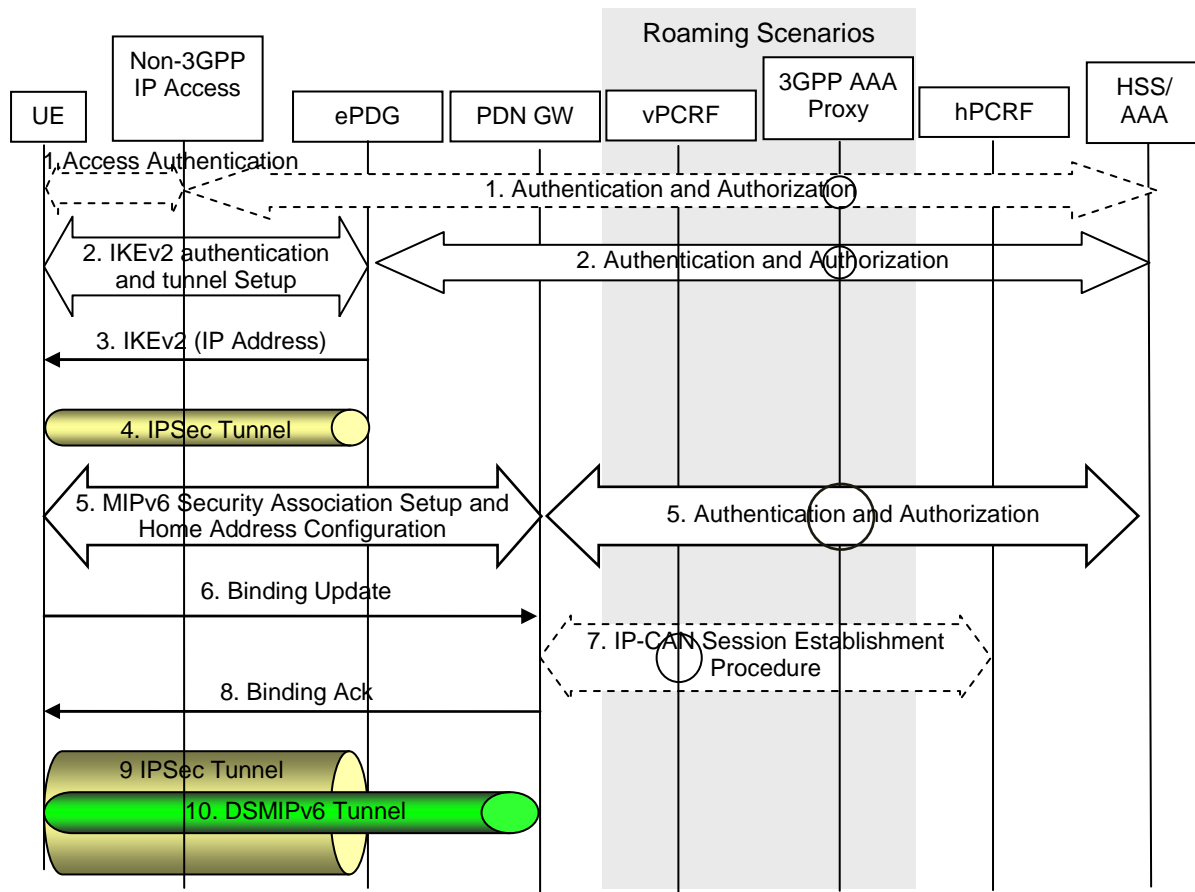 Roaming Scenarios
UE
Non-3GPP
IP Access
ePDG
PDN GW
vPCRF
3GPP AAA
Proxy
hPCRF
HSS/
AAA
1.Access Authentication
1. Authentication and Authorization
2. IKEv2 authentication
and tunnel Setup
2. Authentication and Authorization
3. IKEv2 (IP Address)
4. IPSec Tunnel
5. MIPv6 Security Association Setup and
Home Address Configuration
5. Authentication and Authorization
6. Binding Update
7. IP-CAN Session Establishment
Procedure
8. Binding Ack
9 IPSec Tunnel
10. DSMIPv6 Tunnel